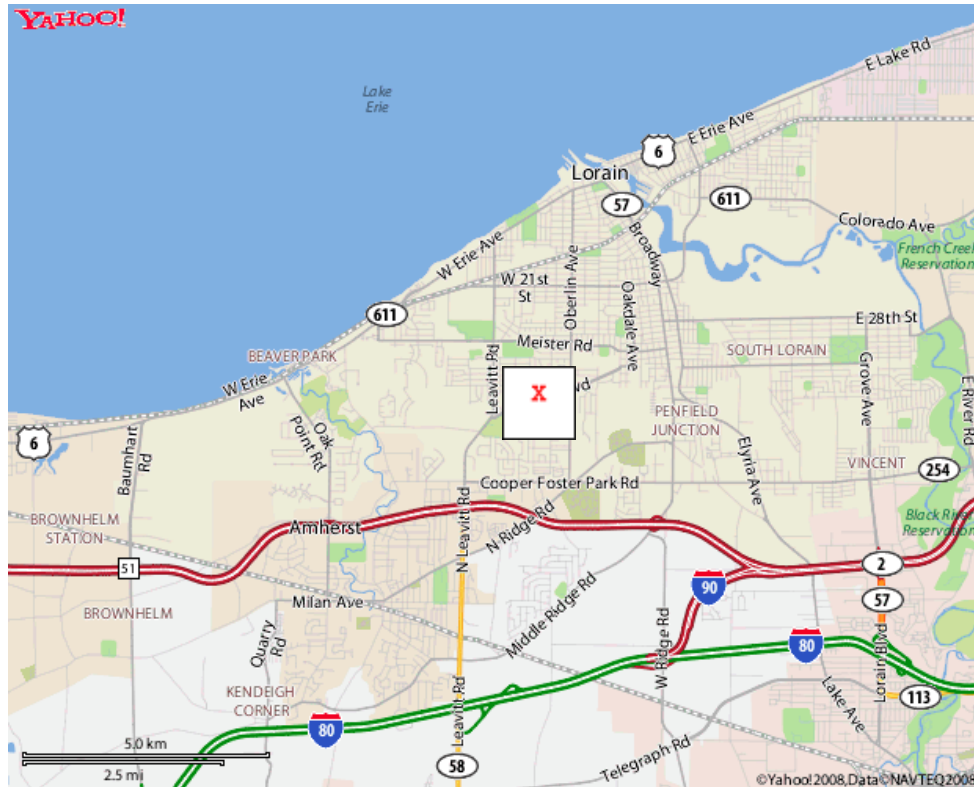 YAHOO!
E Lake Rd
Lake
Erie
E Erie Ave
6
Lorain
57
611
Colorado Ave
Broadway
W Erie Ave
French Creek
Reservation
Oberlin Ave
W 21st
St
Oakdale Ave
611
E 28th St
Meister Rd
BEAVER PARK
SOUTH LORAIN
Leavitt Rd
Grove Ave
E River Rd
W Erie
Ave
X
vd
PENFIELD
JUNCTION
6
Baumhart
Rd
Oak
Point Rd
Elyria Ave
VINCENT
254
Cooper Foster Park Rd
BROWNHELM
STATION
Amherst
N Leavitt Rd
N Ridge Rd
Black River
Reservation
51
2
90
57
BROWNHELM
Milan Ave
Middle Ridge Rd
Quarry
Rd
W Ridge Rd
80
Lorain Blvd
KENDEIGH
CORNER
Leavitt Rd
Lake Ave
113
80
5.0 km
2.5 mi
58
Telegraph Rd
©Yahoo!2008,Data©NAVTEQ2008